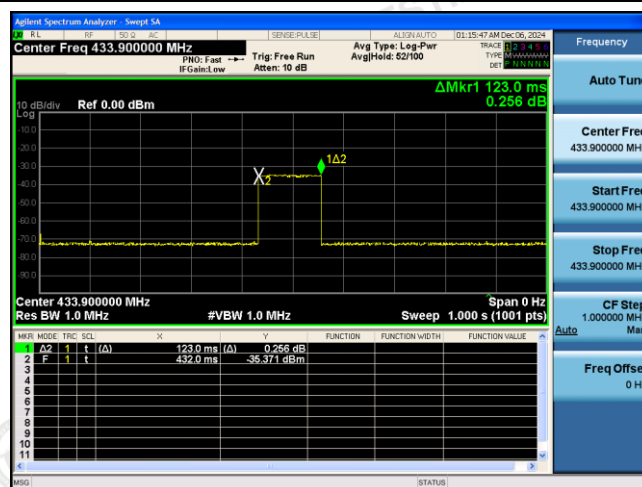 Agilent Spectrum Analyzer - Swept SA
RL RF 50 Ω AC SENSE:PULSE ALIGN AUTO 01:15:47 AM Dec 06, 2024
Center Freq 433.900000 MHz
PNO: Fast
IFGain:Low
Trig: Free Run
Atten: 10 dB
Avg Type: Log-Pwr
Avg|Hold: 52/100
TRACE 1 2 3 4 5 6
TYPE M
DET P N N N N N
Frequency
ΔMkr1 123.0 ms
0.256 dB
10 dB/div Ref 0.00 dBm
Log
-10.0
-20.0
-30.0
-40.0
-50.0
-60.0
-70.0
-80.0
-90.0
1Δ2
2
Center 433.900000 MHz Span 0 Hz
Res BW 1.0 MHz #VBW 1.0 MHz Sweep 1.000 s (1001 pts)
MKR MODE TRC SCL X Y FUNCTION FUNCTION WIDTH FUNCTION VALUE
1 Δ2 1 t (Δ) 123.0 ms (Δ) 0.256 dB
2 F 1 t 432.0 ms -35.371 dBm
3
4
5
6
7
8
9
10
11
MSG STATUS
Auto Tune
Center Freq
433.900000 MH
Start Freq
433.900000 MH
Stop Freq
433.900000 MH
CF Step
1.000000 MH
Auto Ma
Freq Offse
0 H